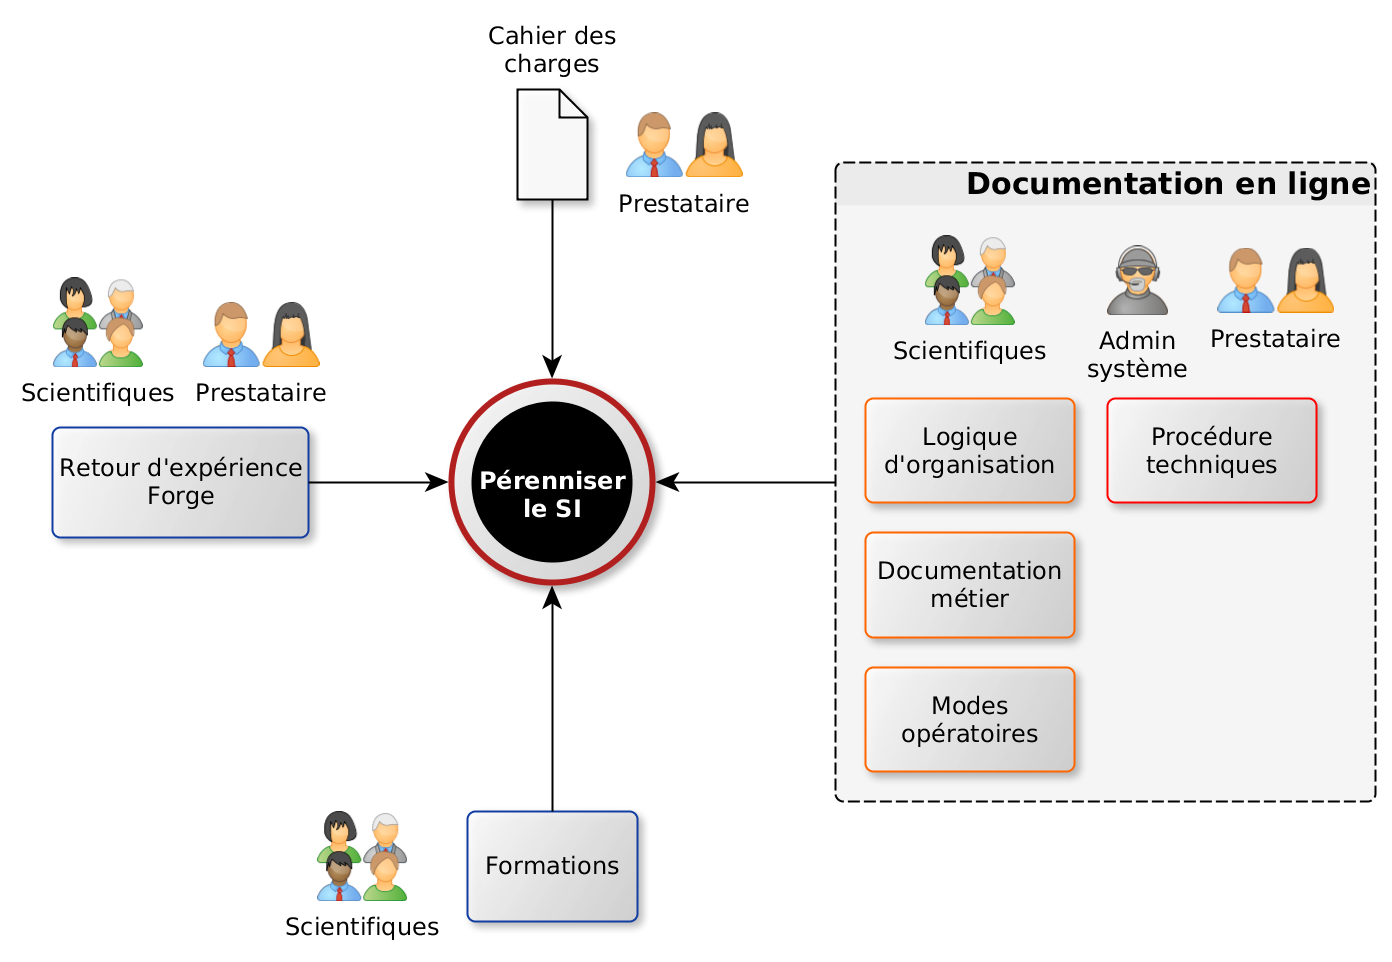 Cahier des
charges
Prestataire
Documentation en ligne
Scientifiques
Admin
système
Prestataire
Scientifiques
Prestataire
Retour d'expérience
Forge
Pérenniser
le SI
Logique
d'organisation
Procédure
techniques
Documentation
métier
Modes
opératoires
Formations
Scientifiques